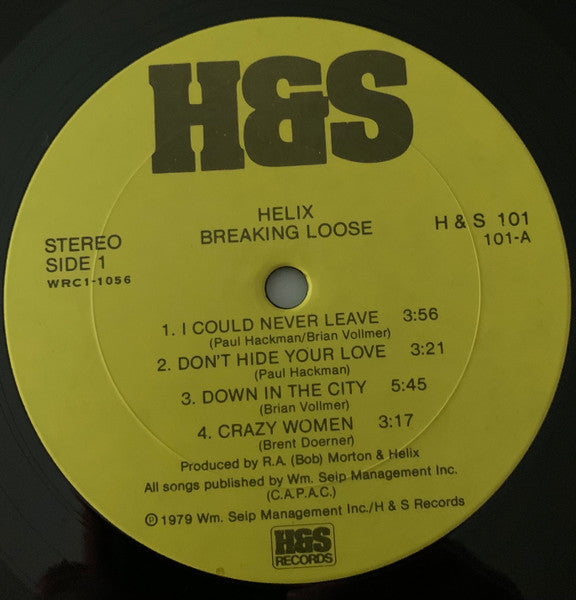 H&S
HELIX
BREAKING LOOSE
STEREO
SIDE 1
WRC1-1056
H & S 101
101-A
1. I COULD NEVER LEAVE 3:56
(Paul Hackman/Brian Vollmer)
2. DON'T HIDE YOUR LOVE 3:21
(Paul Hackman)
3. DOWN IN THE CITY 5:45
(Brian Vollmer)
4. CRAZY WOMEN 3:17
(Brent Doerner)
Produced by R.A. (Bob) Morton & Helix
All songs published by Wm. Seip Management Inc.
(C.A.P.A.C.)
℗ 1979 Wm. Seip Management Inc./H & S Records
H&S
RECORDS